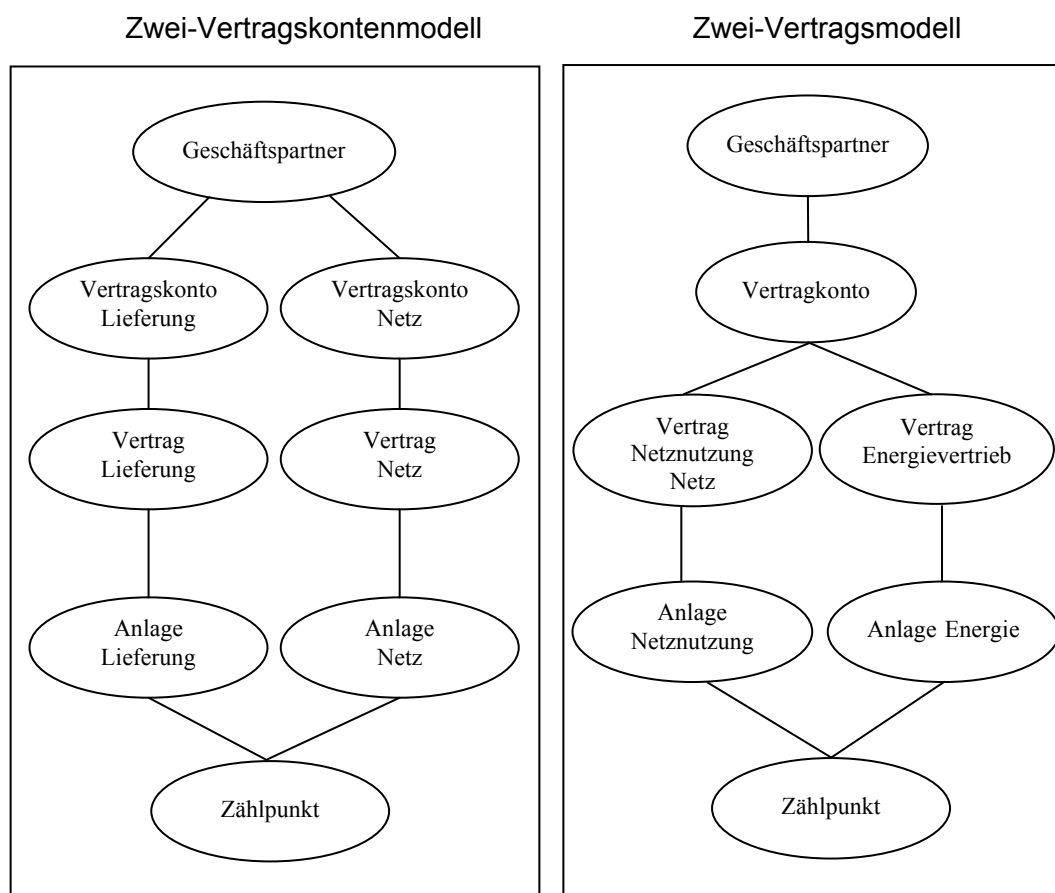 Zwei-Vertragskontenmodell
Geschäftspartner
Vertragskonto
Lieferung
Vertragskonto
Netz
Vertrag
Lieferung
Vertrag
Netz
Anlage
Lieferung
Anlage
Netz
Zählpunkt
Zwei-Vertragsmodell
Geschäftspartner
Vertragkonto
Vertrag
Netznutzung
Netz
Vertrag
Energievertrieb
Anlage
Netznutzung
Anlage Energie
Zählpunkt